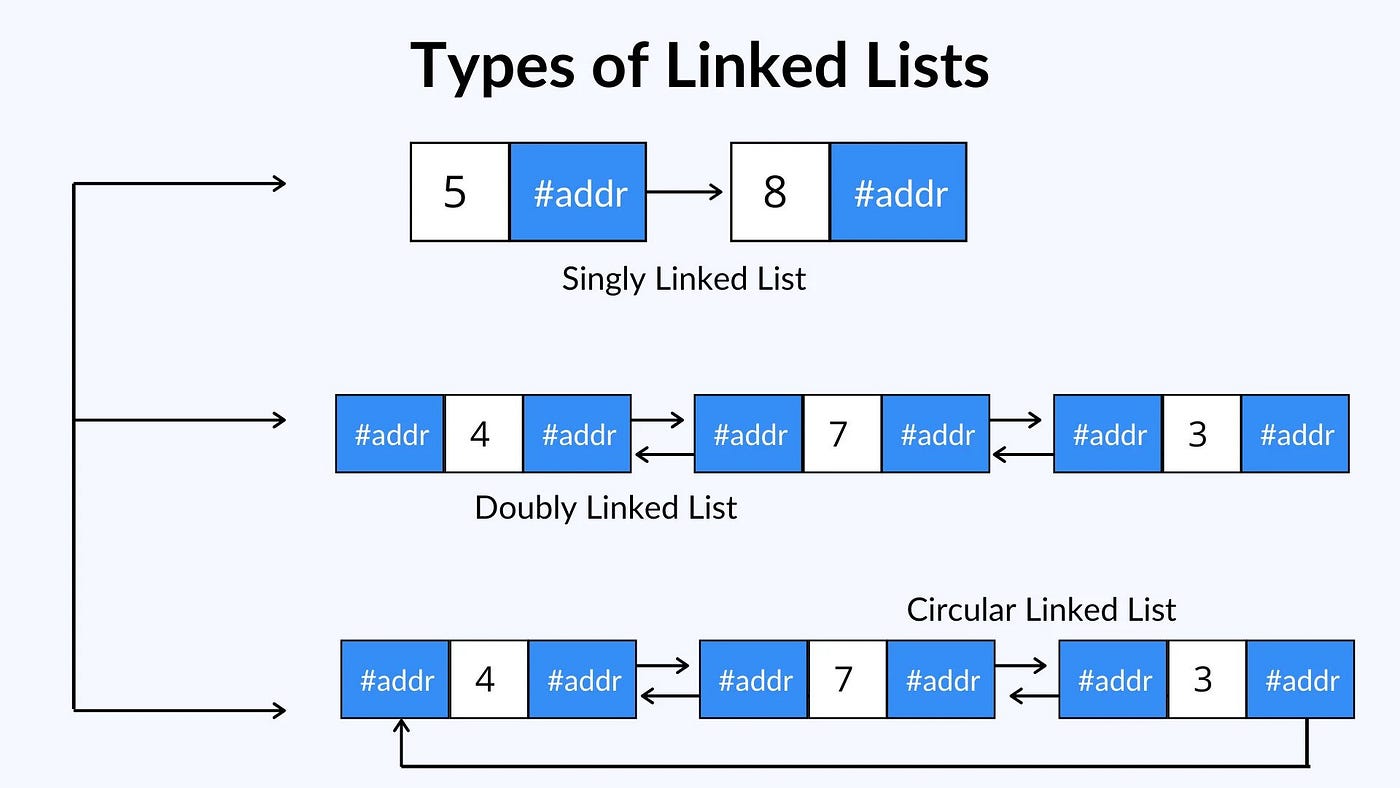 Types of Linked Lists
5 #addr 8 #addr
Singly Linked List
#addr 4 #addr #addr 7 #addr #addr 3 #addr
Doubly Linked List
Circular Linked List
#addr 4 #addr #addr 7 #addr #addr 3 #addr